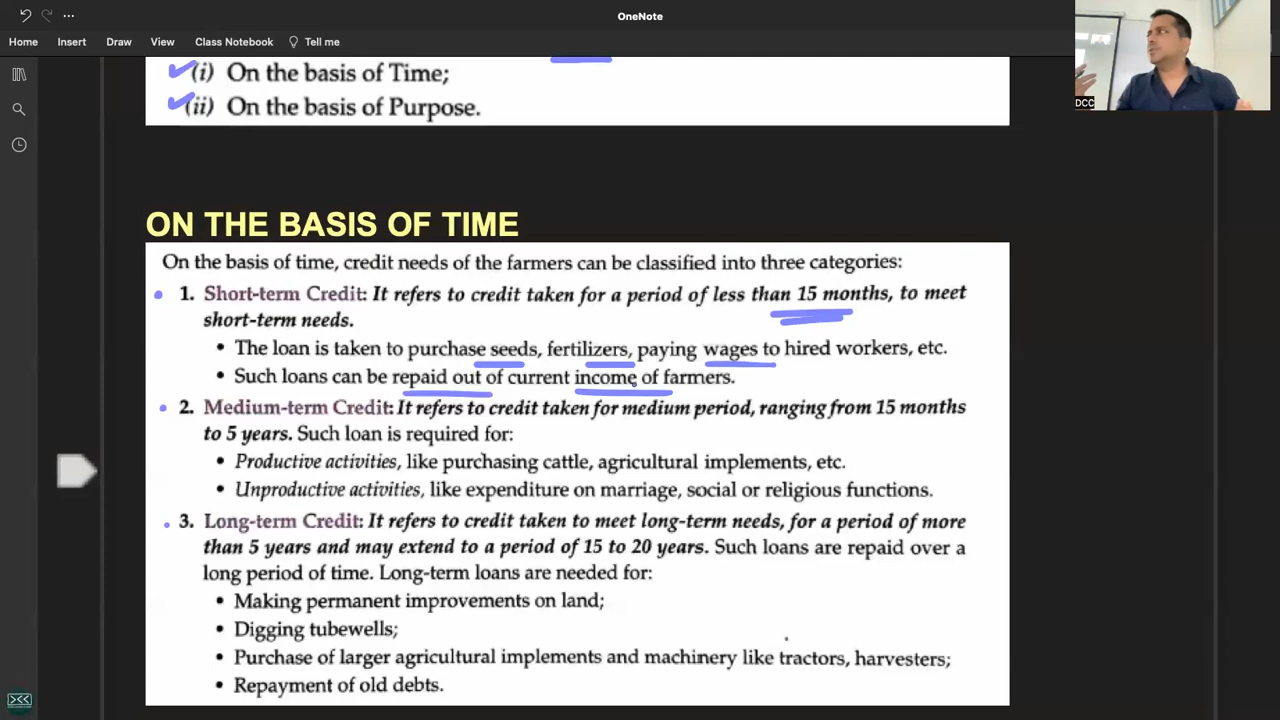 OneNote
Home Insert Draw View Class Notebook Tell me
(i) On the basis of Time;
(ii) On the basis of Purpose.
DCC
ON THE BASIS OF TIME
On the basis of time, credit needs of the farmers can be classified into three categories:
1. Short-term Credit: It refers to credit taken for a period of less than 15 months, to meet
short-term needs.
• The loan is taken to purchase seeds, fertilizers, paying wages to hired workers, etc.
• Such loans can be repaid out of current income of farmers.
2. Medium-term Credit: It refers to credit taken for medium period, ranging from 15 months
to 5 years. Such loan is required for:
• Productive activities, like purchasing cattle, agricultural implements, etc.
• Unproductive activities, like expenditure on marriage, social or religious functions.
3. Long-term Credit: It refers to credit taken to meet long-term needs, for a period of more
than 5 years and may extend to a period of 15 to 20 years. Such loans are repaid over a
long period of time. Long-term loans are needed for:
• Making permanent improvements on land;
• Digging tubewells;
• Purchase of larger agricultural implements and machinery like tractors, harvesters;
• Repayment of old debts.